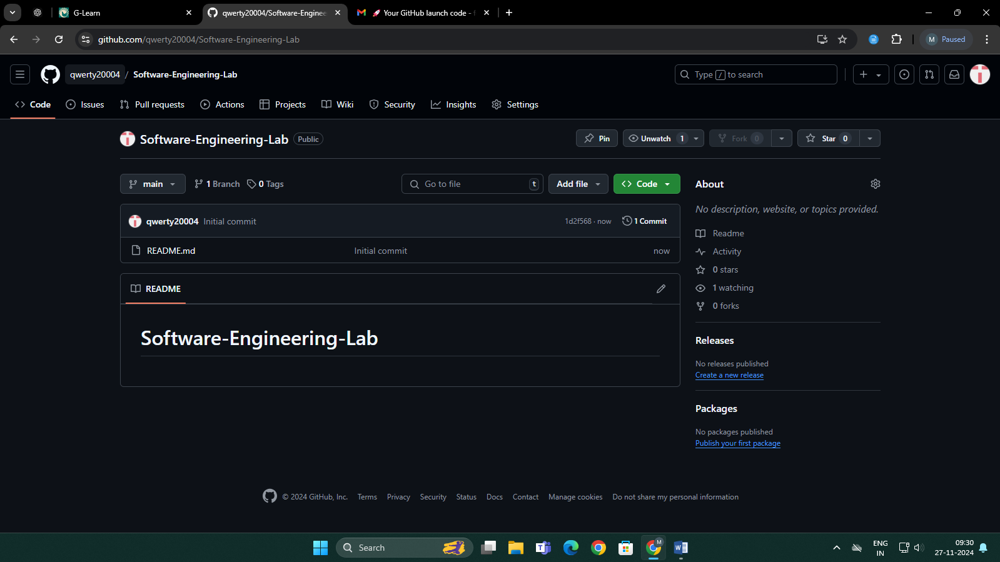 G-Learn
qwerty20004/Software-Enginee
🚀 Your GitHub launch code - f
github.com/qwerty20004/Software-Engineering-Lab
M Paused
qwerty20004 / Software-Engineering-Lab
Type / to search
Code Issues Pull requests Actions Projects Wiki Security Insights Settings
Software-Engineering-Lab Public
Pin Unwatch 1 Fork 0 Star 0
main 1 Branch 0 Tags Go to file t Add file Code
qwerty20004 Initial commit 1d2f568 · now 1 Commit
README.md Initial commit now
README
Software-Engineering-Lab
About
No description, website, or topics provided.
Readme
Activity
0 stars
1 watching
0 forks
Releases
No releases published
Create a new release
Packages
No packages published
Publish your first package
© 2024 GitHub, Inc. Terms Privacy Security Status Docs Contact Manage cookies Do not share my personal information
Search
M
ENG
IN
09:30
27-11-2024